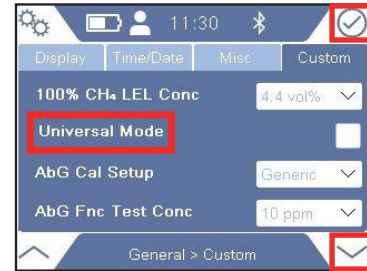 11:30
Display Time/Date Misc Custom
100% CH₄ LEL Conc 4.4 vol%
Universal Mode
AbG Cal Setup Generic
AbG Fnc Test Conc 10 ppm
General > Custom